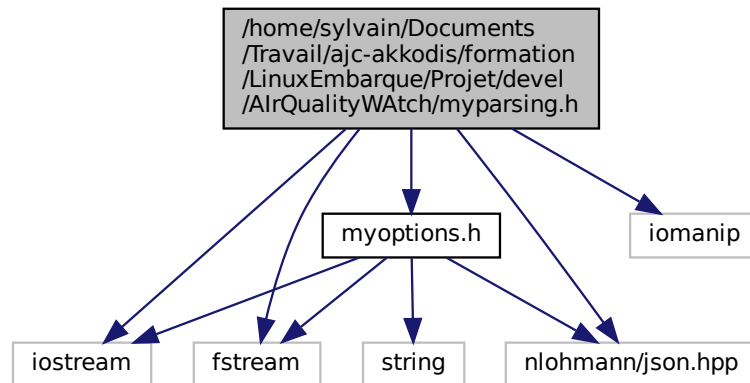 /home/sylvain/Documents
/Travail/ajc-akkodis/formation
/LinuxEmbarque/Projet/devel
/AIrQualityWAtch/myparsing.h
myoptions.h
iomanip
iostream
fstream
string
nlohmann/json.hpp